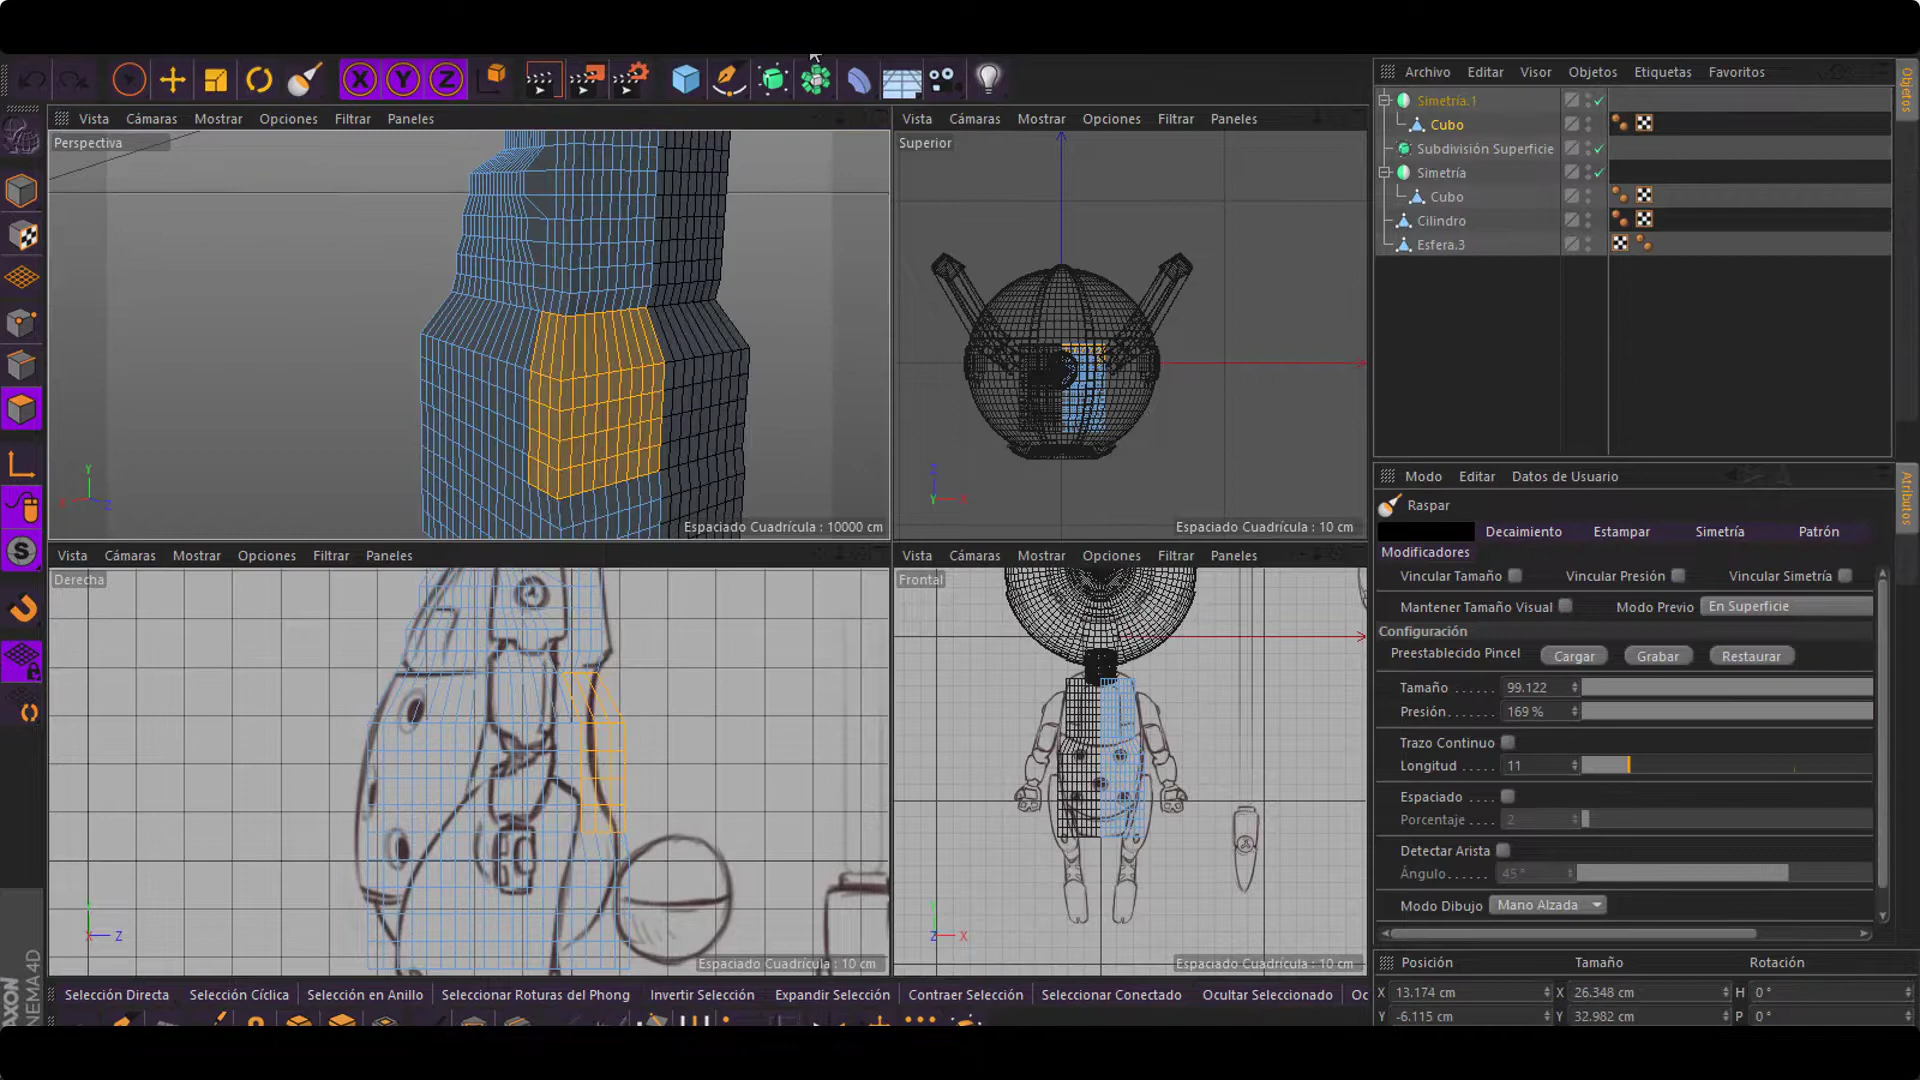 X Y Z
Archivo Editar Visor Objetos Etiquetas Favoritos
Objetos
Simetría.1
Cubo
Subdivisión Superficie
Simetría
Cubo
Cilindro
Esfera.3
Vista Cámaras Mostrar Opciones Filtrar Paneles
Perspectiva
Y
X
Z
Espaciado Cuadrícula : 10000 cm
Vista Cámaras Mostrar Opciones Filtrar Paneles
Superior
Z
Y
X
Espaciado Cuadrícula : 10 cm
Vista Cámaras Mostrar Opciones Filtrar Paneles
Derecha
Y
X
Z
Espaciado Cuadrícula : 10 cm
Vista Cámaras Mostrar Opciones Filtrar Paneles
Frontal
Y
Z
X
Espaciado Cuadrícula : 10 cm
S
Modo Editar Datos de Usuario
Atributos
Raspar
Decaimiento Estampar Simetría Patrón
Modificadores
Vincular Tamaño Vincular Presión Vincular Simetría
Mantener Tamaño Visual Modo Previo En Superficie
Configuración
Preestablecido Pincel Cargar Grabar Restaurar
Tamaño ...... 99.122
Presión....... 169 %
Trazo Continuo
Longitud ..... 11
Espaciado ....
Porcentaje ... 2
Detectar Arista
Ángulo........ 45 °
Modo Dibujo Mano Alzada
Selección Directa Selección Cíclica Selección en Anillo Seleccionar Roturas del Phong Invertir Selección Expandir Selección Contraer Selección Seleccionar Conectado Ocultar Seleccionado Oc
Posición Tamaño Rotación
X 13.174 cm X 26.348 cm H 0 °
Y -6.115 cm Y 32.982 cm P 0 °
AXON
NEMA4D